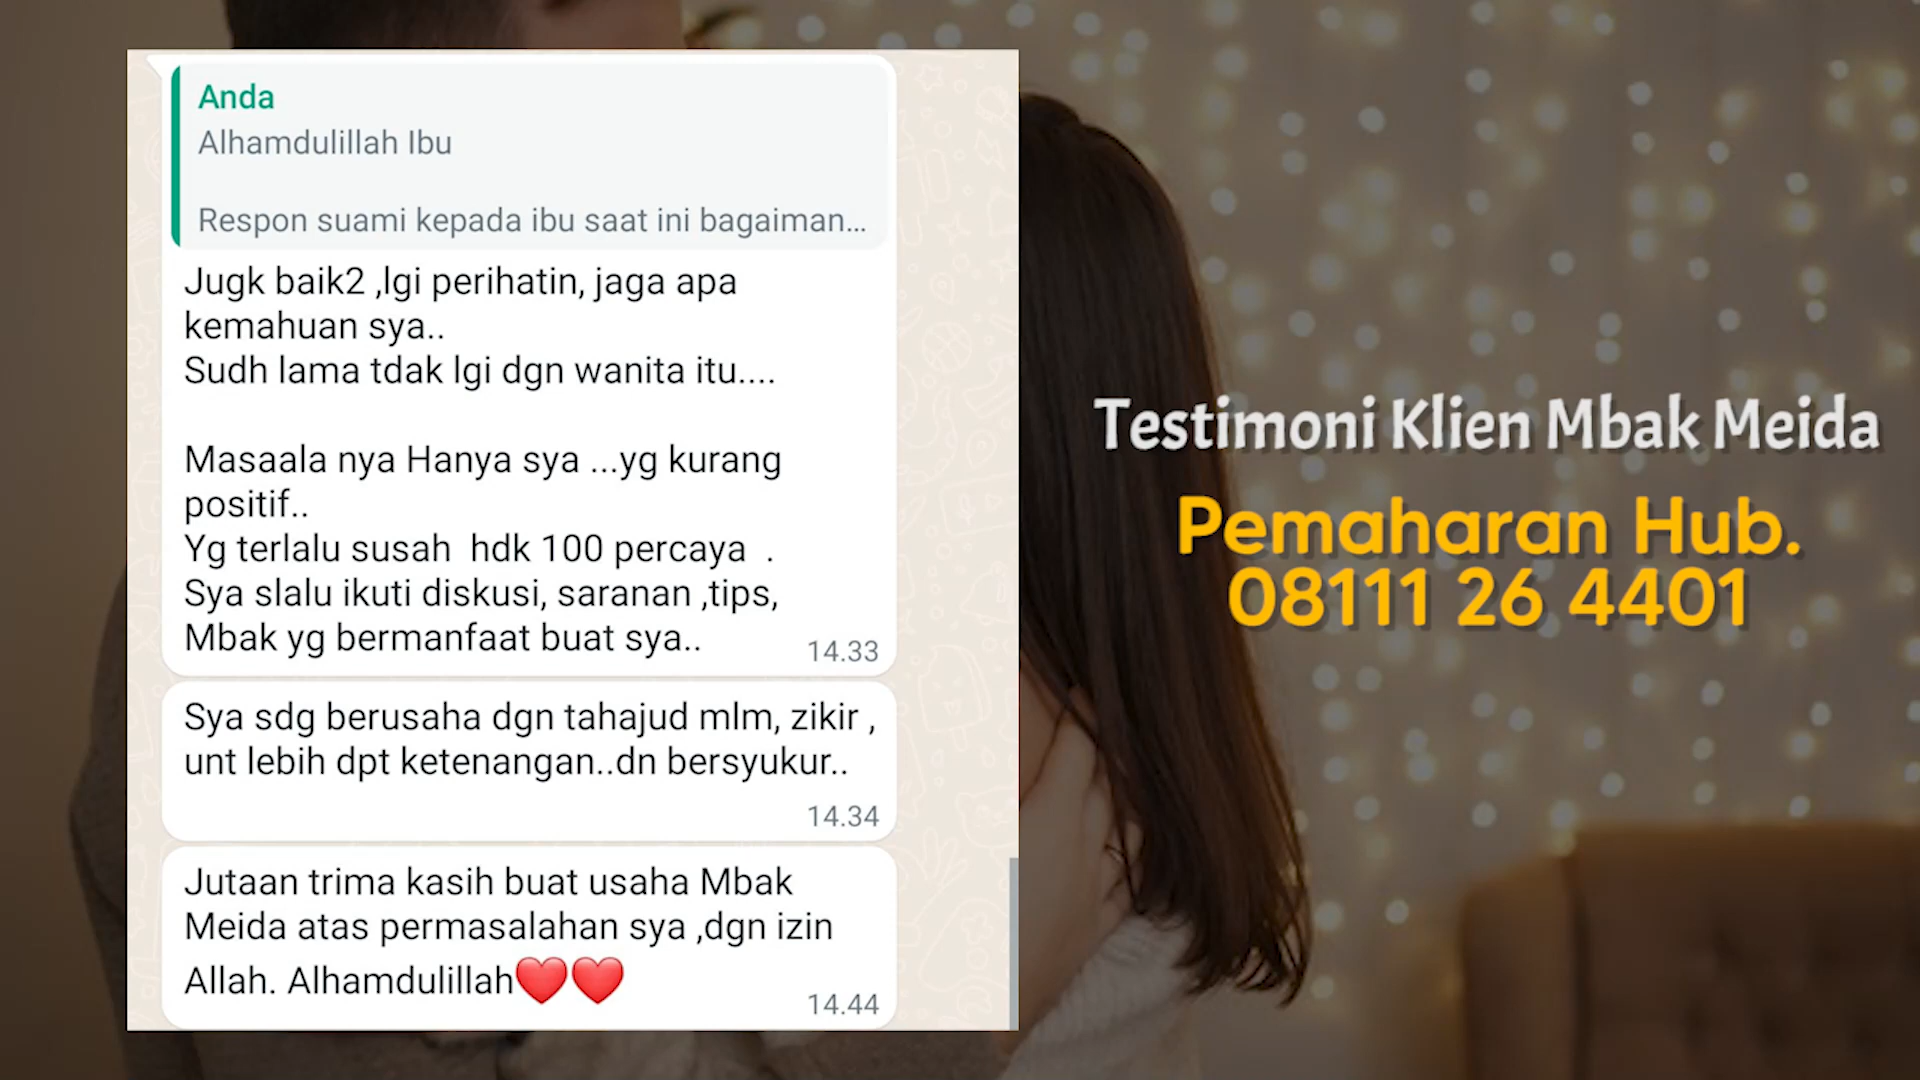 Anda
Alhamdulillah Ibu
Respon suami kepada ibu saat ini bagaiman...
Jugk baik2 ,lgi perihatin, jaga apa
kemahuan sya..
Sudh lama tdak lgi dgn wanita itu....
Masaala nya Hanya sya ...yg kurang
positif..
Yg terlalu susah  hdk 100 percaya  .
Sya slalu ikuti diskusi, saranan ,tips,
Mbak yg bermanfaat buat sya..
14.33
Sya sdg berusaha dgn tahajud mlm, zikir ,
unt lebih dpt ketenangan..dn bersyukur..
14.34
Jutaan trima kasih buat usaha Mbak
Meida atas permasalahan sya ,dgn izin
Allah. Alhamdulillah❤️❤️
14.44
Testimoni Klien Mbak Meida
Pemaharan Hub.
08111 26 4401